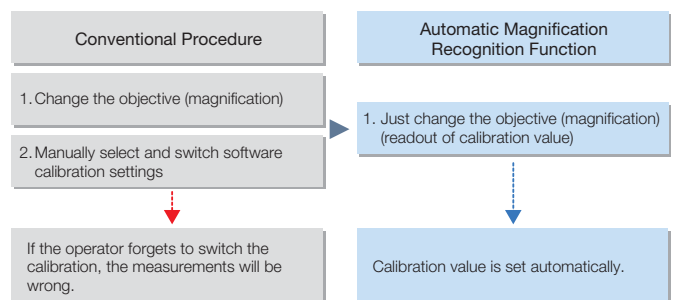 Conventional Procedure
1. Change the objective (magnification)
2. Manually select and switch software
calibration settings
If the operator forgets to switch the
calibration, the measurements will be
wrong.
Automatic Magnification
Recognition Function
1. Just change the objective (magnification)
(readout of calibration value)
Calibration value is set automatically.